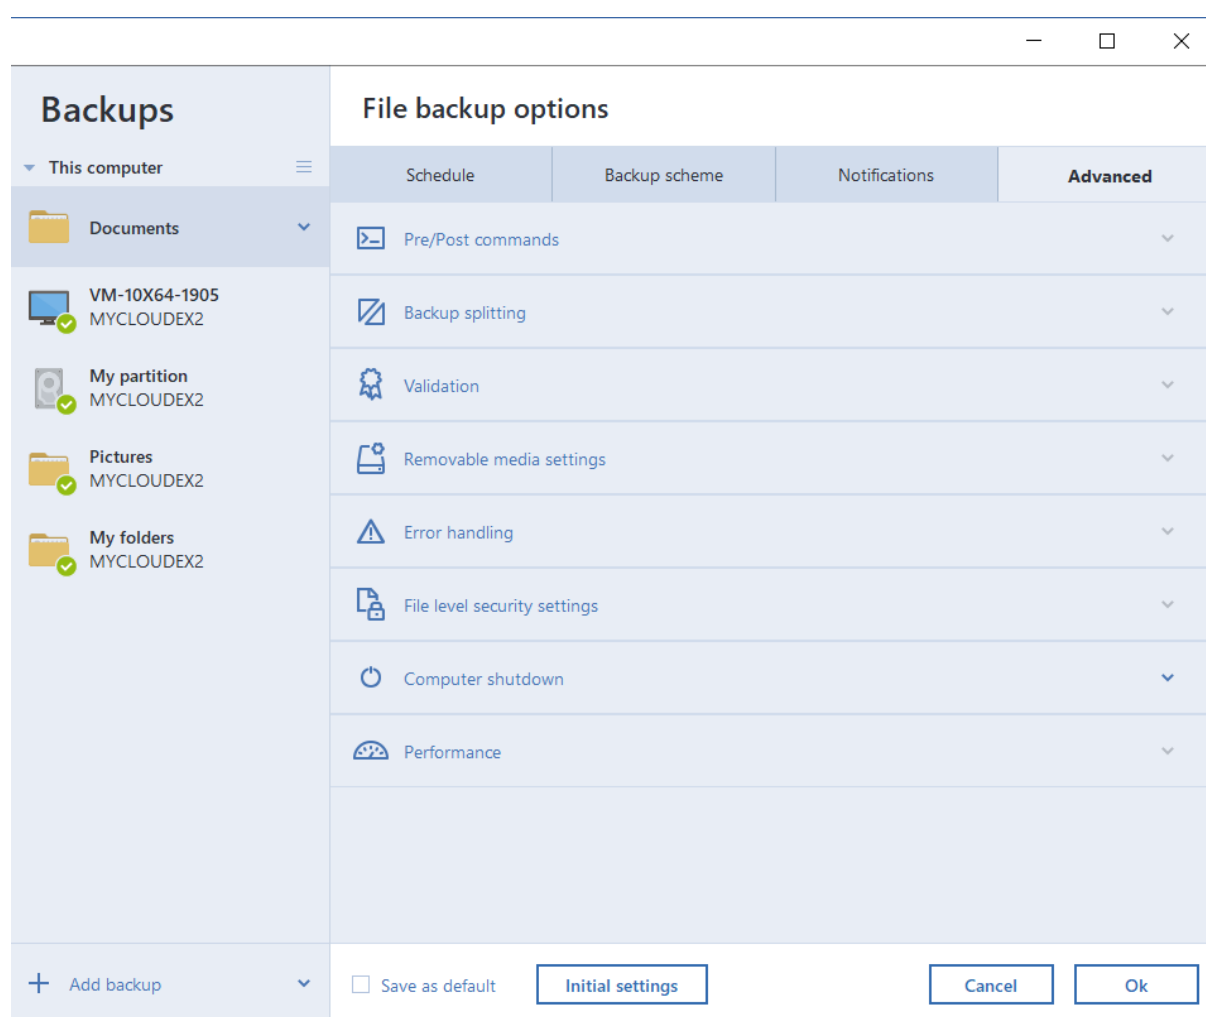 Backups
This computer
Documents
VM-10X64-1905
MYCLOUDEX2
My partition
MYCLOUDEX2
Pictures
MYCLOUDEX2
My folders
MYCLOUDEX2
Add backup
File backup options
Schedule
Backup scheme
Notifications
Advanced
Pre/Post commands
Backup splitting
Validation
Removable media settings
Error handling
File level security settings
Computer shutdown
Performance
Save as default
Initial settings
Cancel
Ok